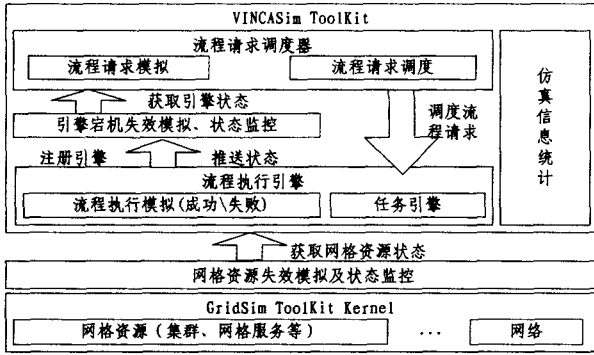 VINCASim ToolKit
流程请求调度器
流程请求模拟
流程请求调度
获取引擎状态
引擎宕机失效模拟、状态监控
调度流
程请求
注册引擎
推送状态
流程执行引擎
流程执行模拟(成功\失败)
任务引擎
仿真信息统计
获取网格资源状态
网格资源失效模拟及状态监控
GridSim ToolKit Kernel
网格资源（集群、网格服务等）
...
网络